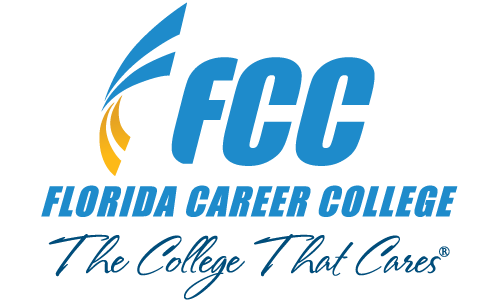 FCC
FLORIDA CAREER COLLEGE
The College That Cares®